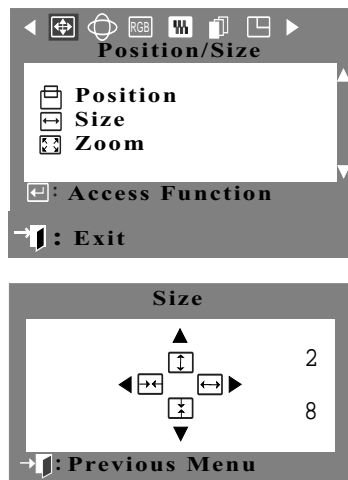 RGB
Position/Size
Position
Size
Zoom
: Access Function
: Exit
Size
2
8
: Previous Menu